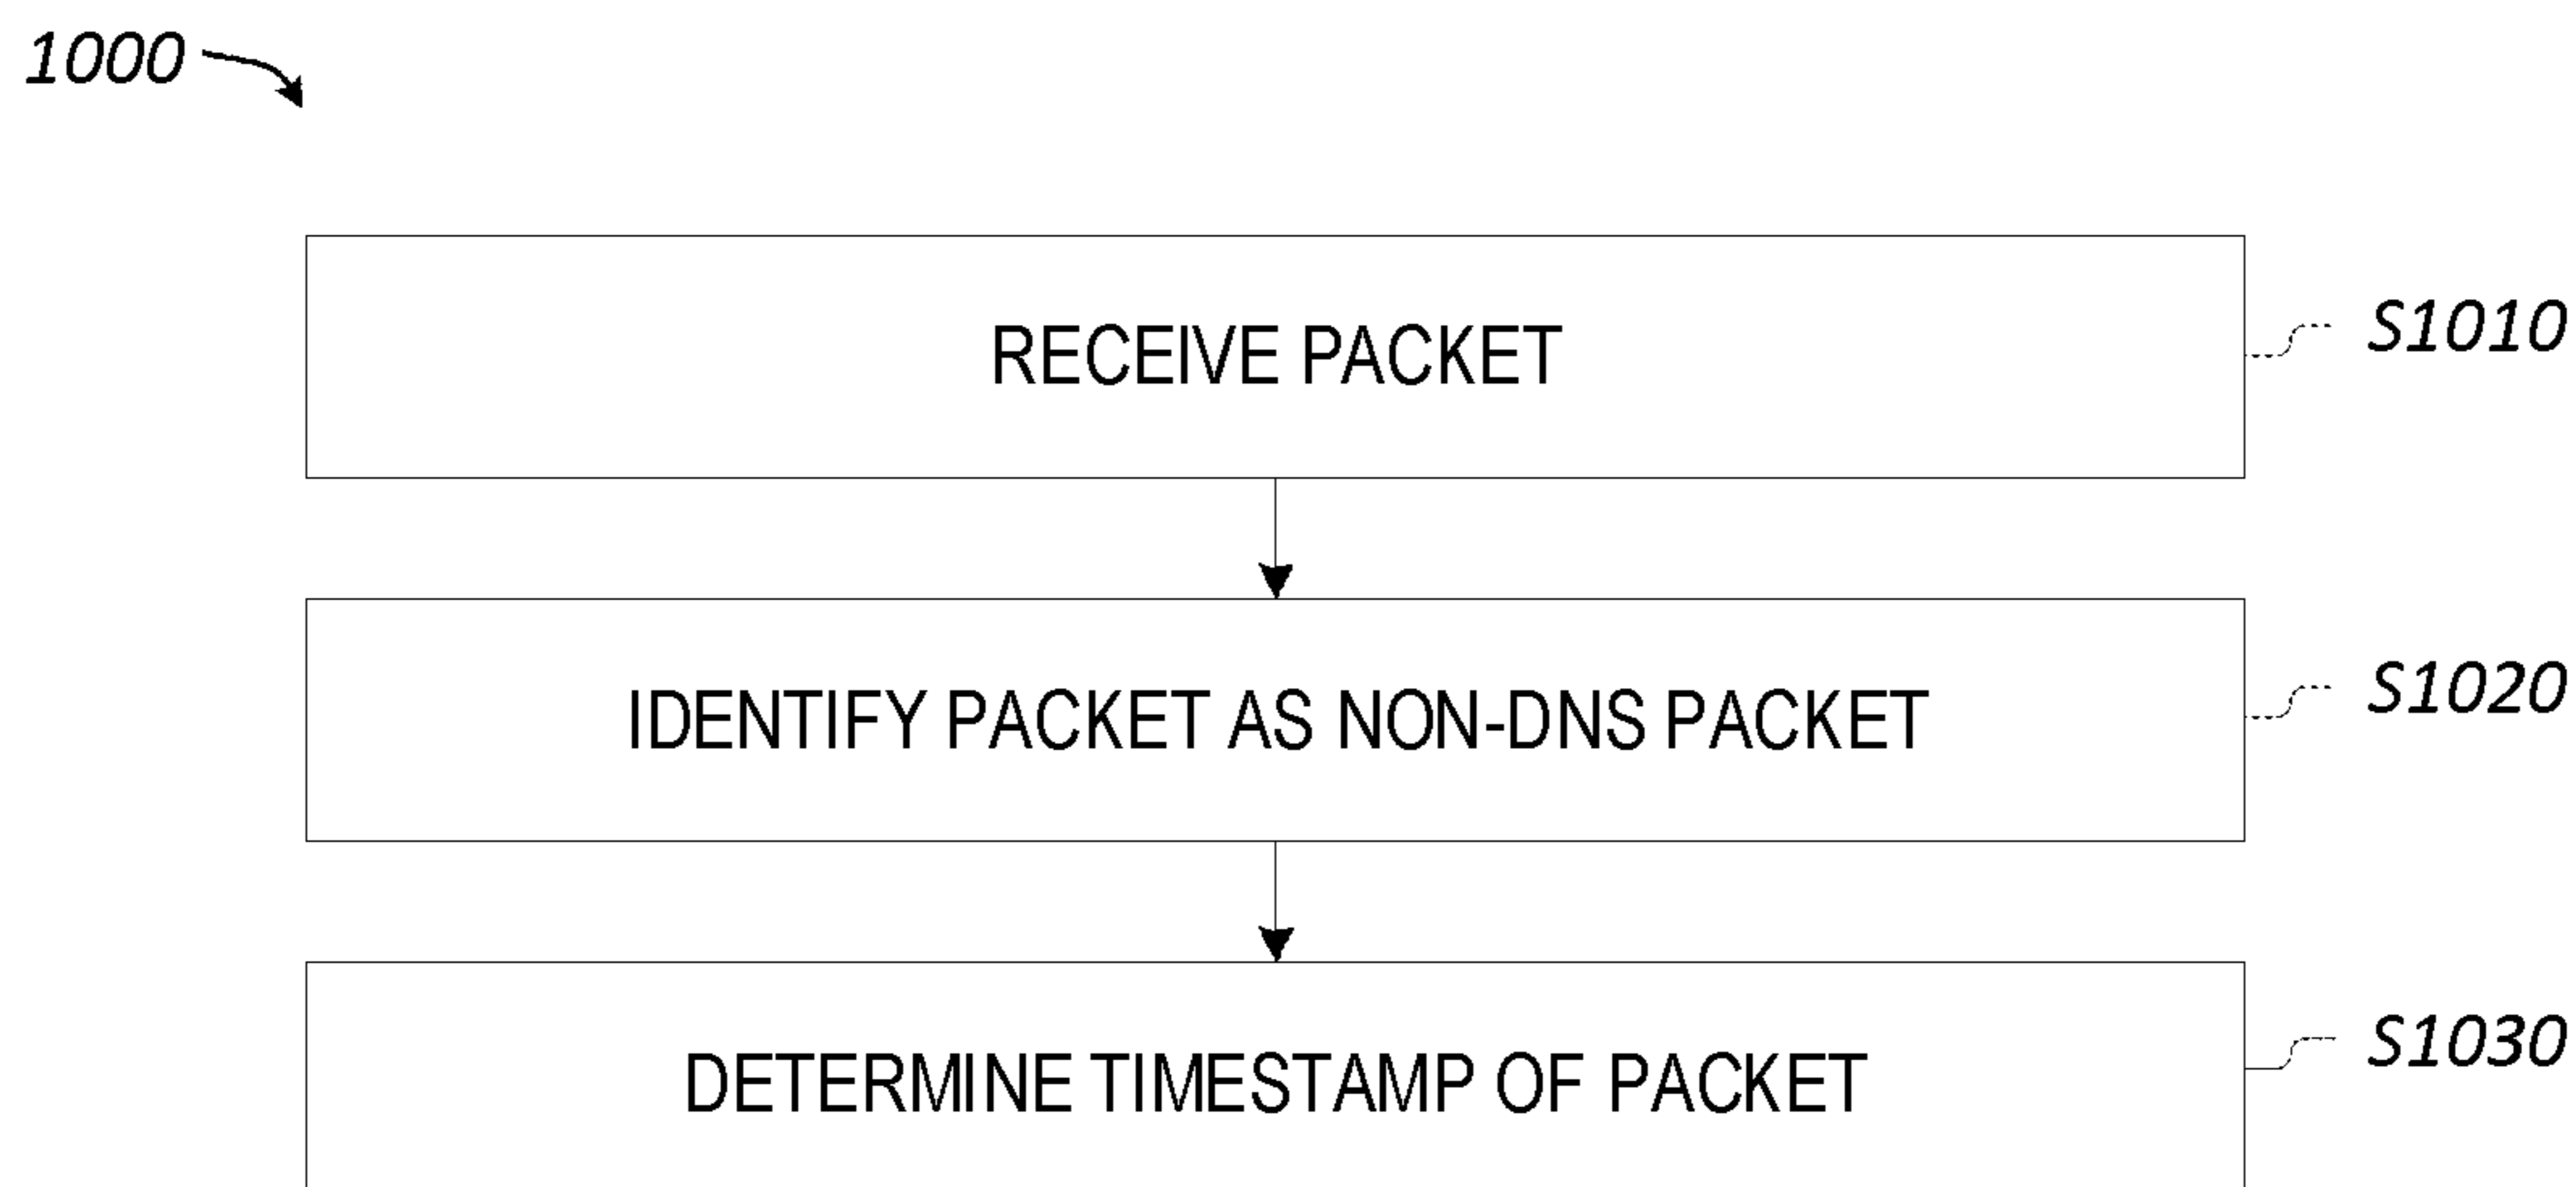 1000
RECEIVE PACKET
S1010
IDENTIFY PACKET AS NON-DNS PACKET
S1020
DETERMINE TIMESTAMP OF PACKET
S1030